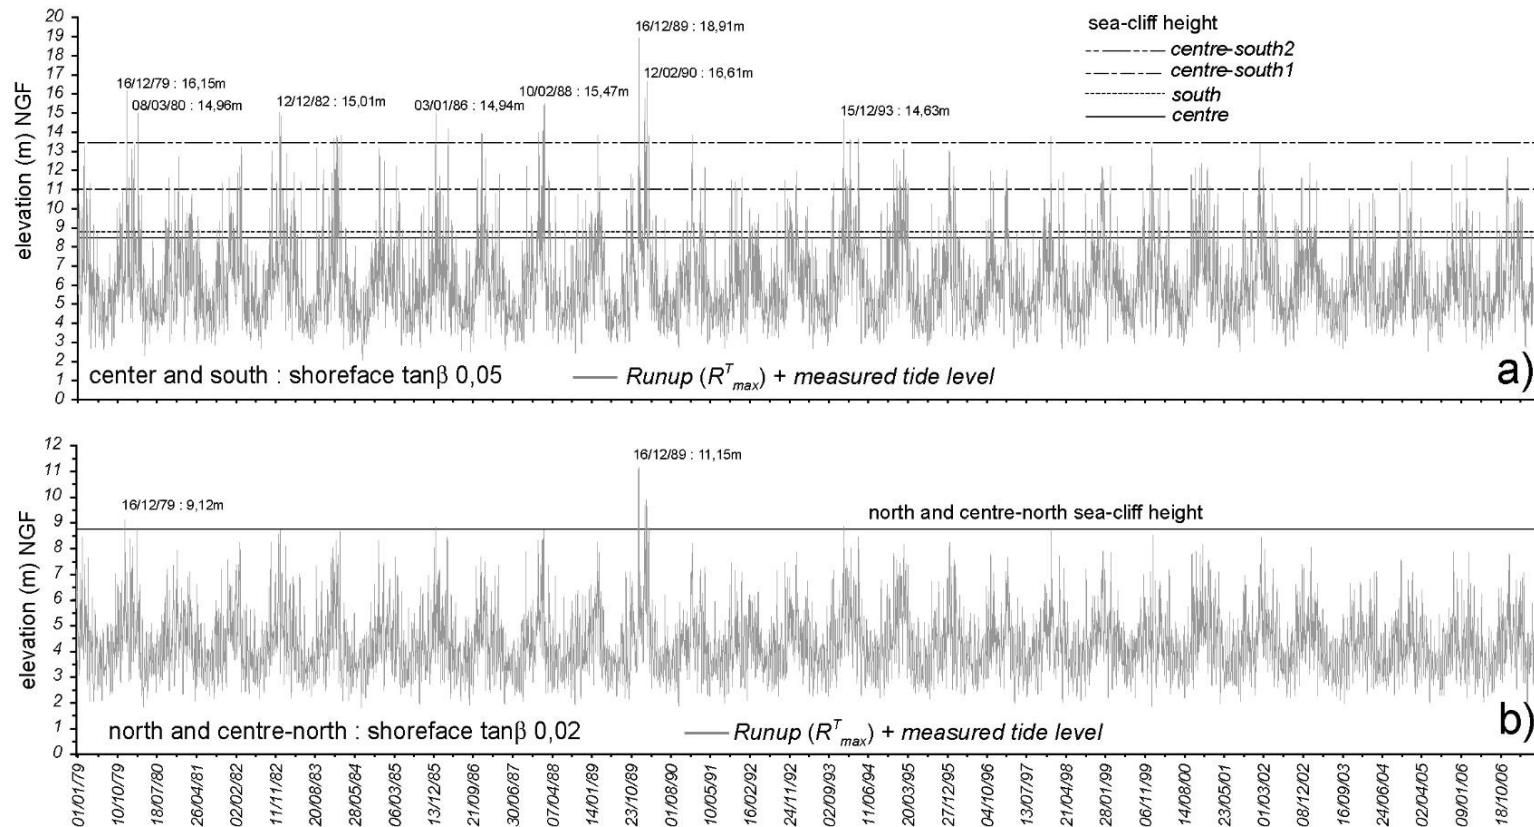 20
19
18
17
16
15
14
13
12
11
10
9
8
7
6
5
4
3
2
1
0
elevation (m) NGF
16/12/79 : 16,15m
08/03/80 : 14,96m
12/12/82 : 15,01m
03/01/86 : 14,94m
10/02/88 : 15,47m
16/12/89 : 18,91m
12/02/90 : 16,61m
15/12/93 : 14,63m
sea-cliff height
centre-south2
centre-south1
south
centre
center and south : shoreface tanβ 0,05
Runup (R^T_max) + measured tide level
a)
12
11
10
9
8
7
6
5
4
3
2
1
0
elevation (m) NGF
16/12/79 : 9,12m
16/12/89 : 11,15m
north and centre-north sea-cliff height
north and centre-north : shoreface tanβ 0,02
Runup (R^T_max) + measured tide level
b)
01/01/79
10/10/79
18/07/80
26/04/81
02/02/82
11/11/82
20/08/83
28/05/84
06/03/85
13/12/85
21/09/86
30/06/87
07/04/88
14/01/89
23/10/89
01/08/90
10/05/91
16/02/92
24/11/92
02/09/93
11/06/94
20/03/95
27/12/95
04/10/96
13/07/97
21/04/98
28/01/99
06/11/99
14/08/00
23/05/01
01/03/02
08/12/02
16/09/03
24/06/04
02/04/05
09/01/06
18/10/06